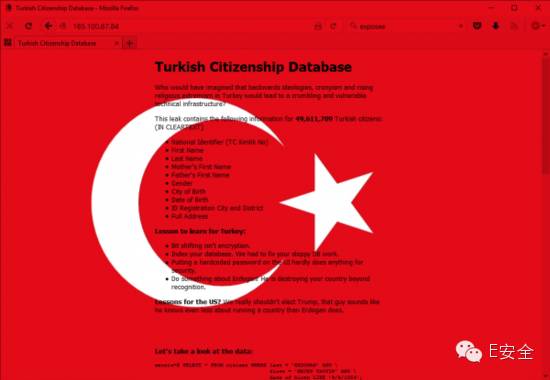 Turkish Citizenship Database - Mozilla Firefox
185.100.87.84
exposee
Turkish Citizenship Database
Turkish Citizenship Database
Who would have imagined that backwards ideologies, cronyism and rising
religious extremism in Turkey would lead to a crumbling and vulnerable
technical infrastructure?
This leak contains the following information for 49,611,709 Turkish citizens:
(IN CLEARTEXT)
National Identifier (TC Kimlik No)
First Name
Last Name
Mother's First Name
Father's First Name
Gender
City of Birth
Date of Birth
ID Registration City and District
Full Address
Lesson to learn for Turkey:
Bit shifting isn't encryption.
Index your database. We had to fix your sloppy DB work.
Putting a hardcoded password on the UI hardly does anything for
security.
Do something about Erdogan! He is destroying your country beyond
recognition.
Lessons for the US? We really shouldn't elect Trump, that guy sounds like
he knows even less about running a country than Erdogan does.
Let's take a look at the data:
SELECT * FROM citizen WHERE
E安全